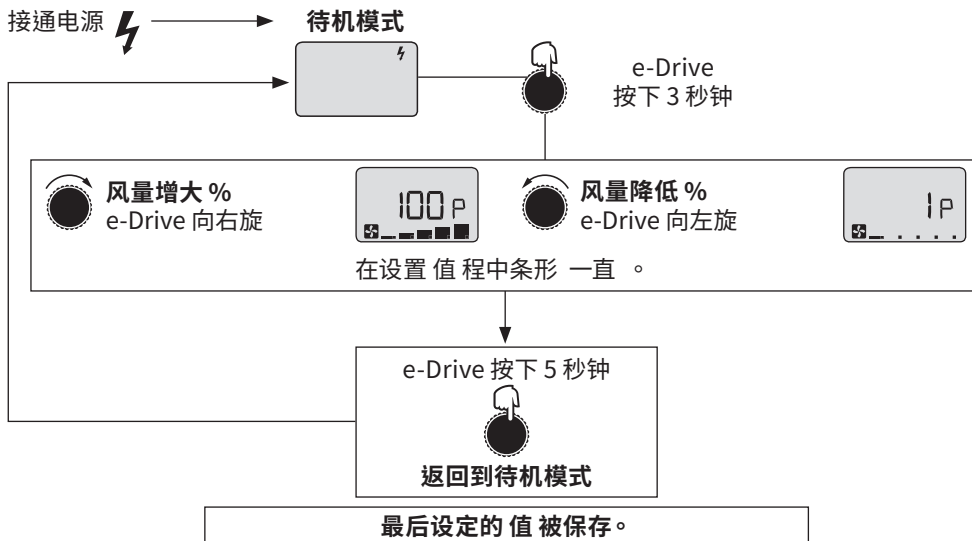 接通电源
待机模式
e-Drive
按下 3 秒钟
风量增大 %
e-Drive 向右旋
100 P
风量降低 %
e-Drive 向左旋
1 P
在设置 值 程中条形 一直 。
e-Drive 按下 5 秒钟
返回到待机模式
最后设定的 值 被保存。